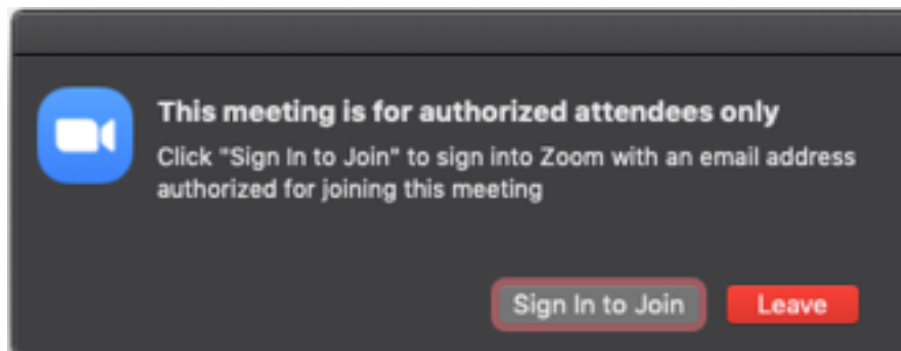 This meeting is for authorized attendees only
Click "Sign In to Join" to sign into Zoom with an email address
authorized for joining this meeting
Sign In to Join
Leave